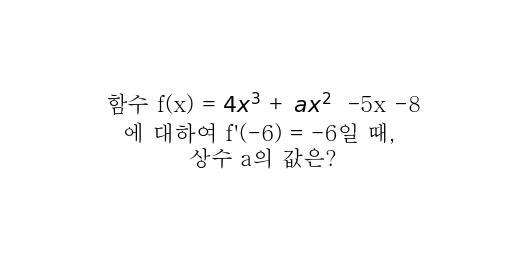 함수 f(x) = 4x³ + ax² -5x -8
에 대하여 f'(-6) = -6일 때,
상수 a의 값은?